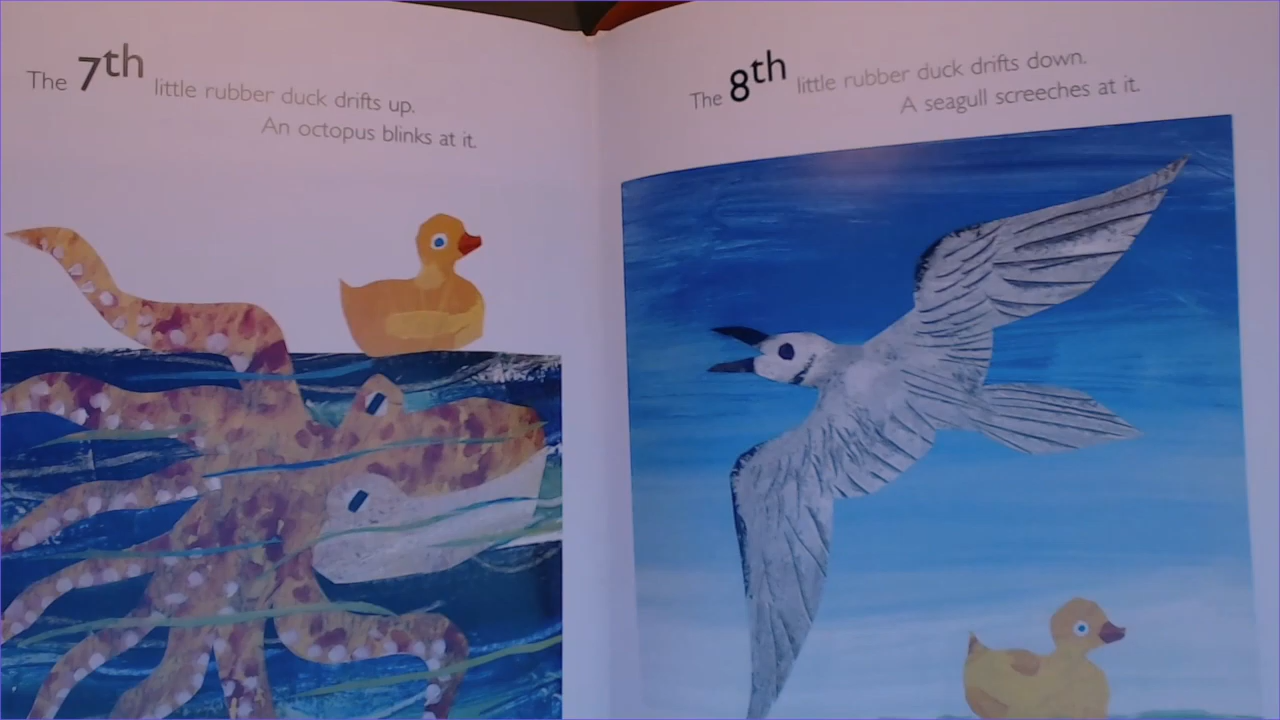 The 7th little rubber duck drifts up.
An octopus blinks at it.
The 8th little rubber duck drifts down.
A seagull screeches at it.